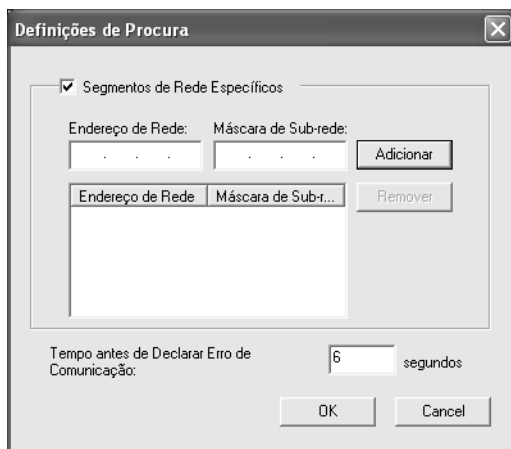 Definições de Procura
Segmentos de Rede Específicos
Endereço de Rede: Máscara de Sub-rede:
. . . . . . Adicionar
Endereço de Rede Máscara de Sub-r... Remover
Tempo antes de Declarar Erro de
Comunicação:
6 segundos
OK Cancel